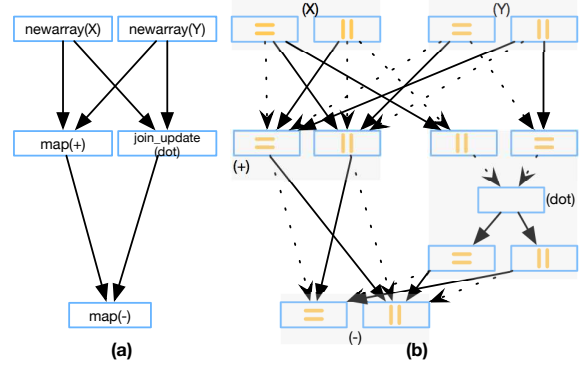 newarray(X)
newarray(Y)
map(+)
join_update
(dot)
map(-)
(a)
(X)
(Y)
(+)
(dot)
(-)
(b)